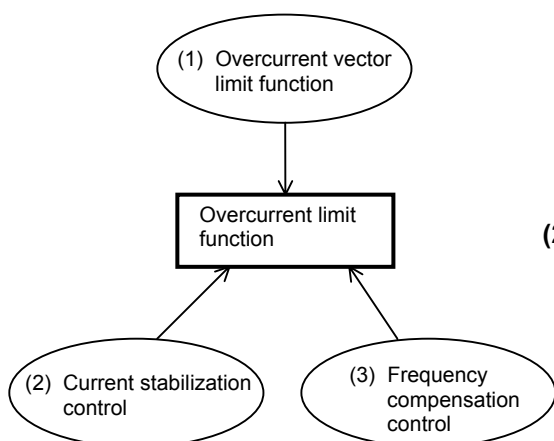 (1) Overcurrent vector
limit function
Overcurrent limit
function
(2
(2) Current stabilization
control
(3) Frequency
compensation
control